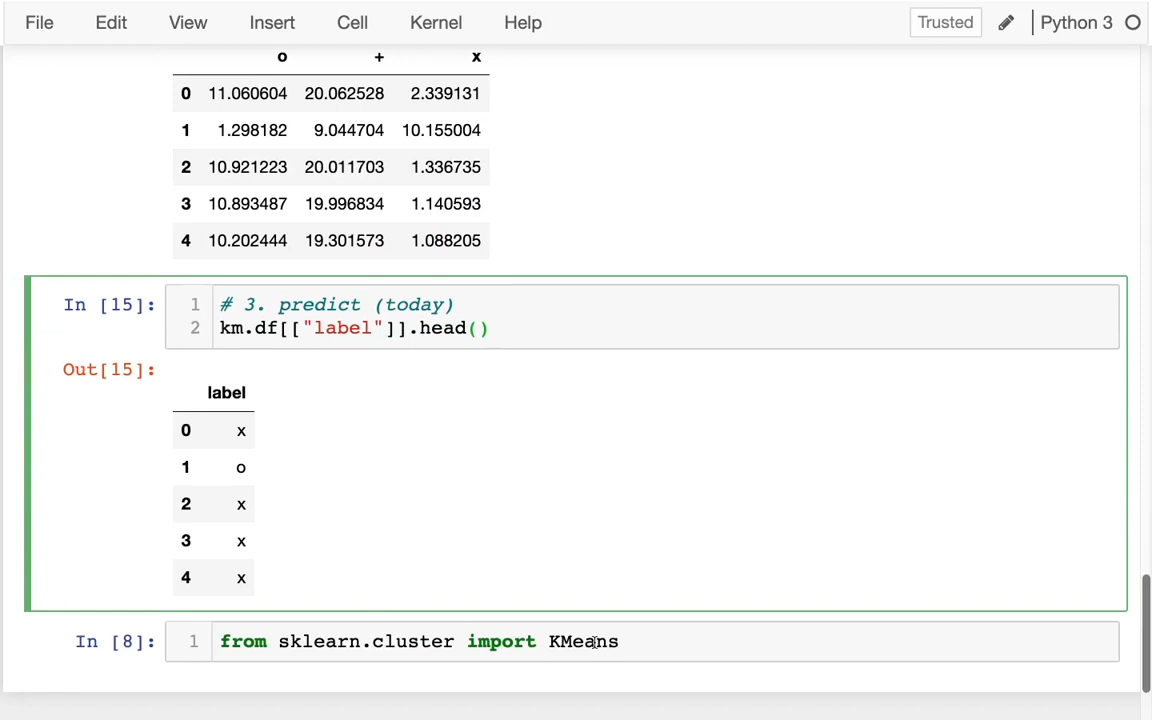 File Edit View Insert Cell Kernel Help Trusted Python 3
o + x
0 11.060604 20.062528 2.339131
1 1.298182 9.044704 10.155004
2 10.921223 20.011703 1.336735
3 10.893487 19.996834 1.140593
4 10.202444 19.301573 1.088205
In [15]: 1 # 3. predict (today)
2 km.df[["label"]].head()
Out[15]:
label
0 x
1 o
2 x
3 x
4 x
In [8]: 1 from sklearn.cluster import KMeans